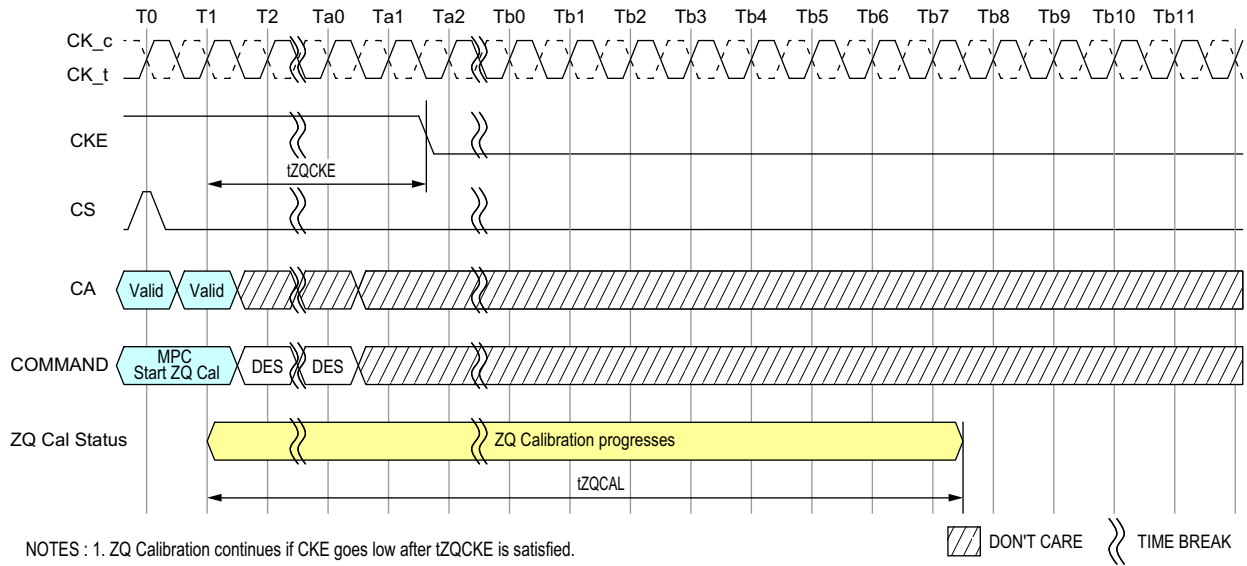 T0 T1 T2 Ta0 Ta1 Ta2 Tb0 Tb1 Tb2 Tb3 Tb4 Tb5 Tb6 Tb7 Tb8 Tb9 Tb10 Tb11
CK_c
CK_t
CKE
tZQCKE
CS
CA Valid Valid
COMMAND MPC
Start ZQ Cal DES DES
ZQ Cal Status ZQ Calibration progresses
tZQCAL
NOTES : 1. ZQ Calibration continues if CKE goes low after tZQCKE is satisfied.
DON'T CARE TIME BREAK